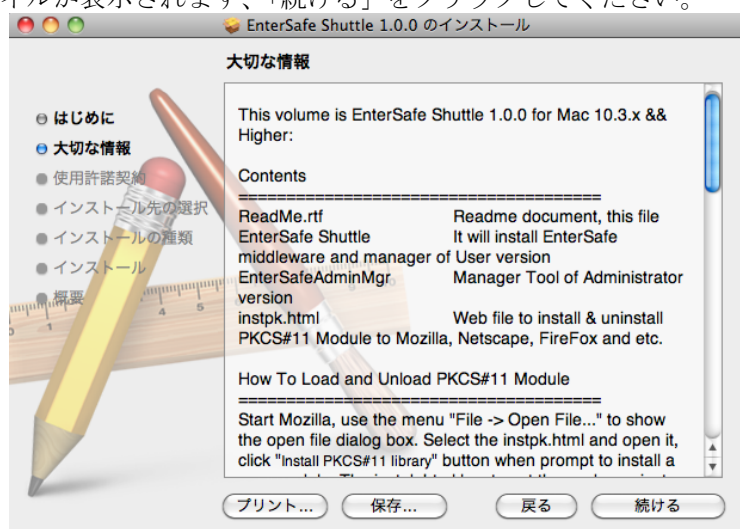 イルが表示されます、「続ける」をクリックしてください。
EnterSafe Shuttle 1.0.0 のインストール
大切な情報
はじめに
大切な情報
使用許諾契約
インストール先の選択
インストールの種類
インストール
概要
This volume is EnterSafe Shuttle 1.0.0 for Mac 10.3.x &&
Higher:
Contents
========================================
ReadMe.rtf Readme document, this file
EnterSafe Shuttle It will install EnterSafe
middleware and manager of User version
EnterSafeAdminMgr Manager Tool of Administrator
version
instpk.html Web file to install & uninstall
PKCS#11 Module to Mozilla, Netscape, FireFox and etc.
How To Load and Unload PKCS#11 Module
========================================
Start Mozilla, use the menu "File -> Open File..." to show
the open file dialog box. Select the instpk.html and open it,
click "Install PKCS#11 library" button when prompt to install a
プリント... 保存... 戻る 続ける